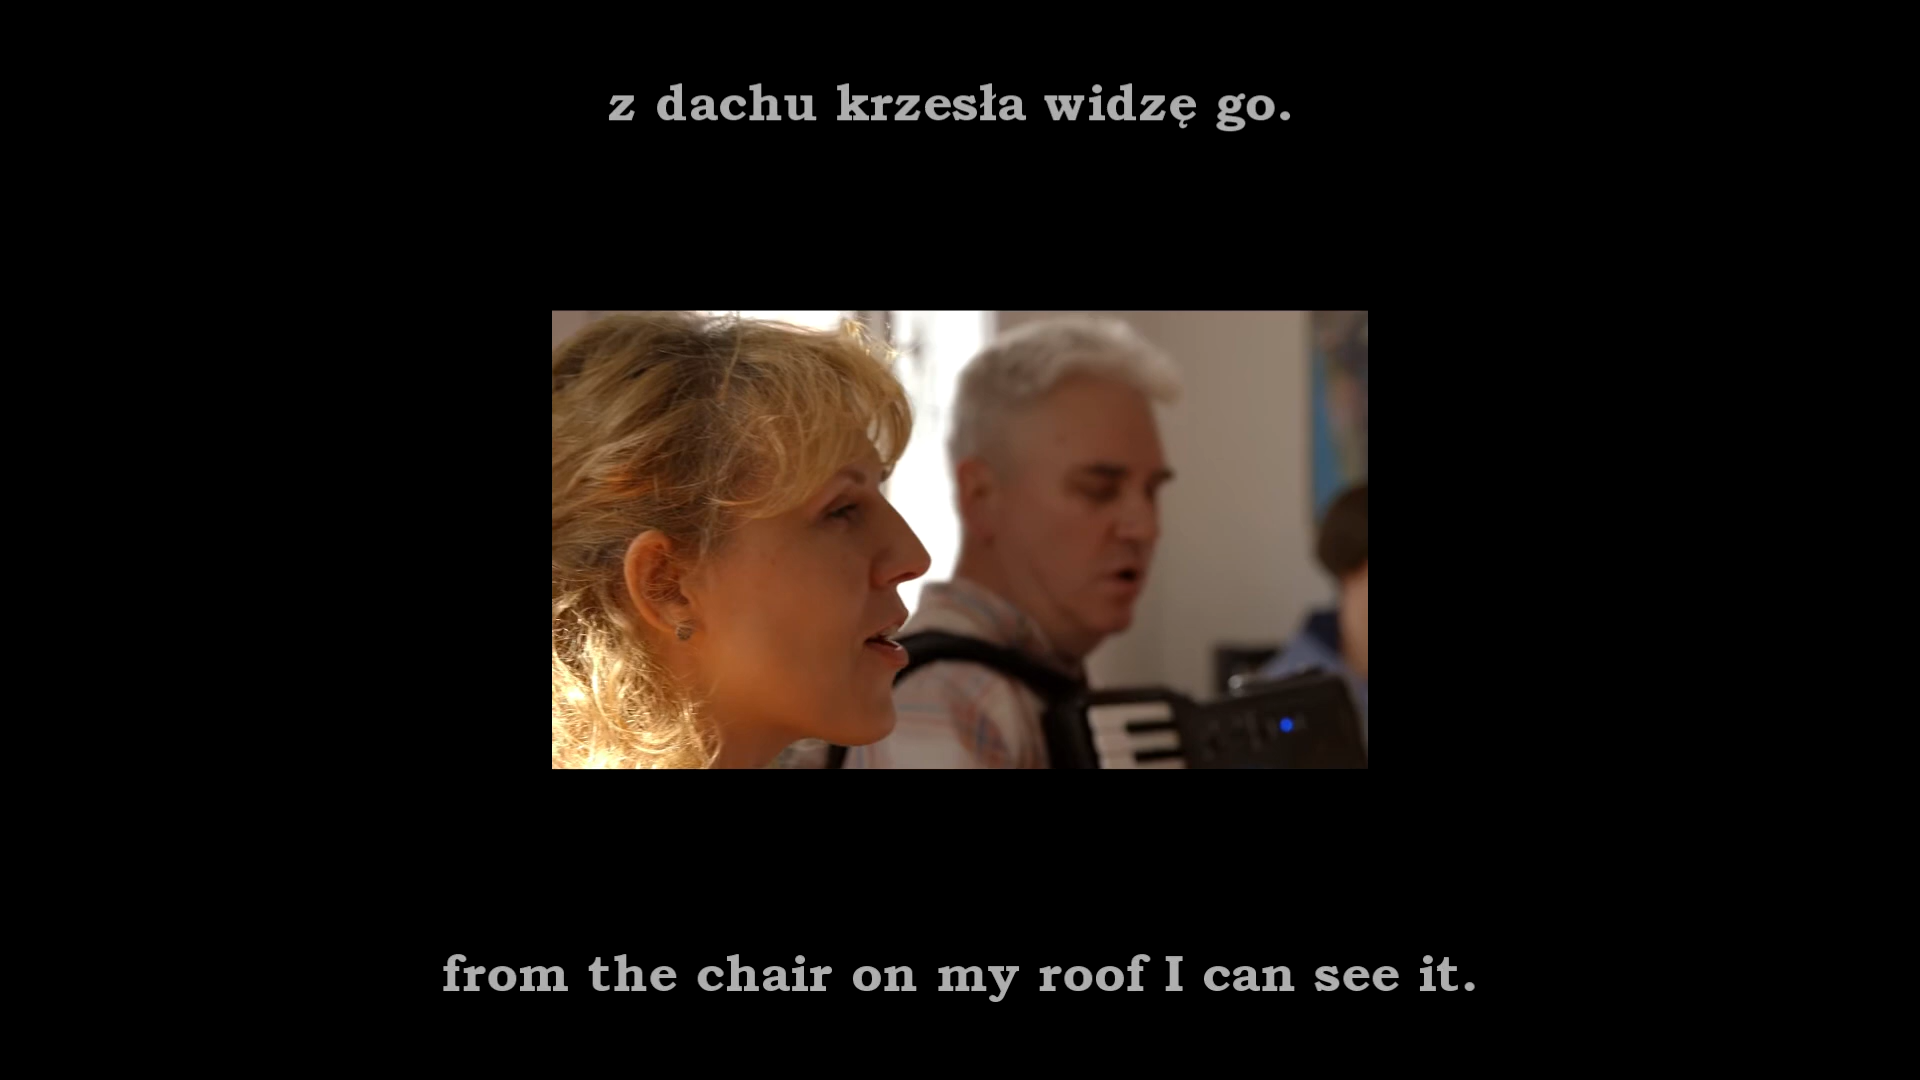 z dachu krzesła widzę go.
from the chair on my roof I can see it.